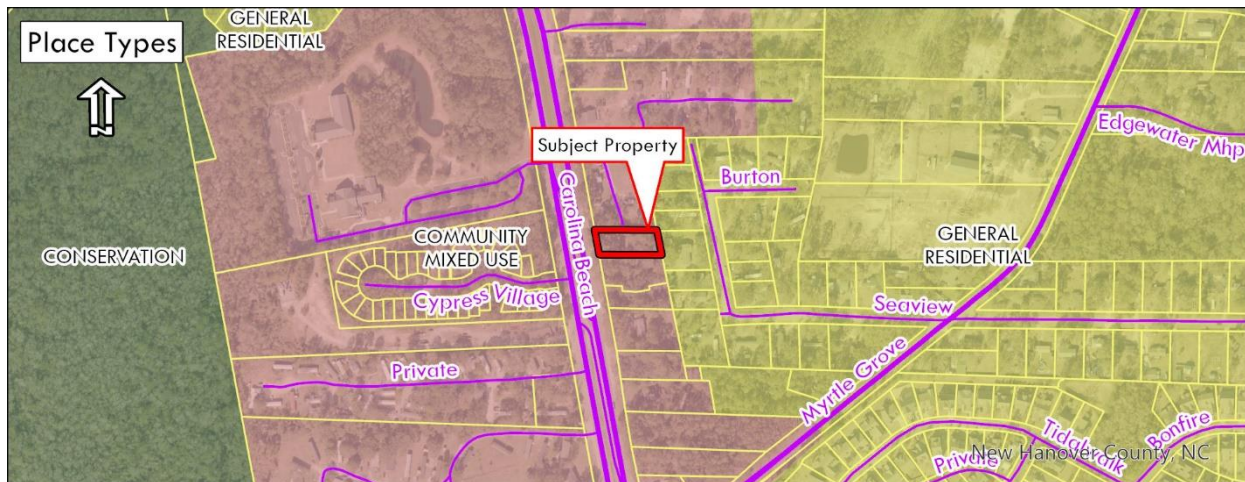 Place Types
N
GENERAL
RESIDENTIAL
Subject Property
Edgewater Mhp
Burton
Carolina Beach
CONSERVATION
COMMUNITY
MIXED USE
GENERAL
RESIDENTIAL
Cypress Village
Seaview
Private
Myrtle Grove
Tidalwalk
Bonfire
Private
New Hanover County, NC